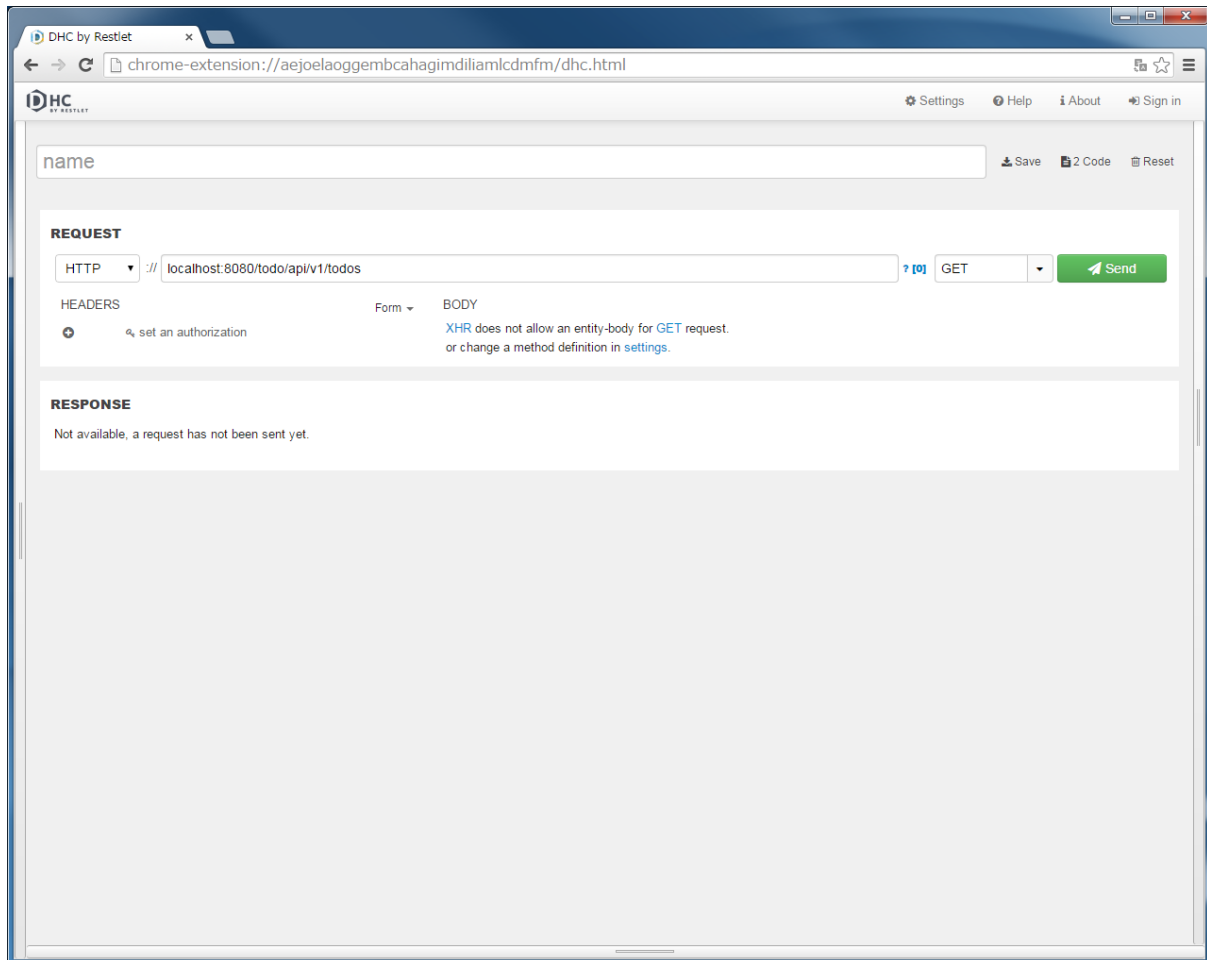 DHC by Restlet
chrome-extension://aejoelaoggembcahagimdiliamlcdmfm/dhc.html
DHC
BY RESTLET
Settings Help About Sign in
name
Save 2 Code Reset
REQUEST
HTTP :// localhost:8080/todo/api/v1/todos ? [0] GET Send
HEADERS Form BODY
set an authorization XHR does not allow an entity-body for GET request.
or change a method definition in settings.
RESPONSE
Not available, a request has not been sent yet.